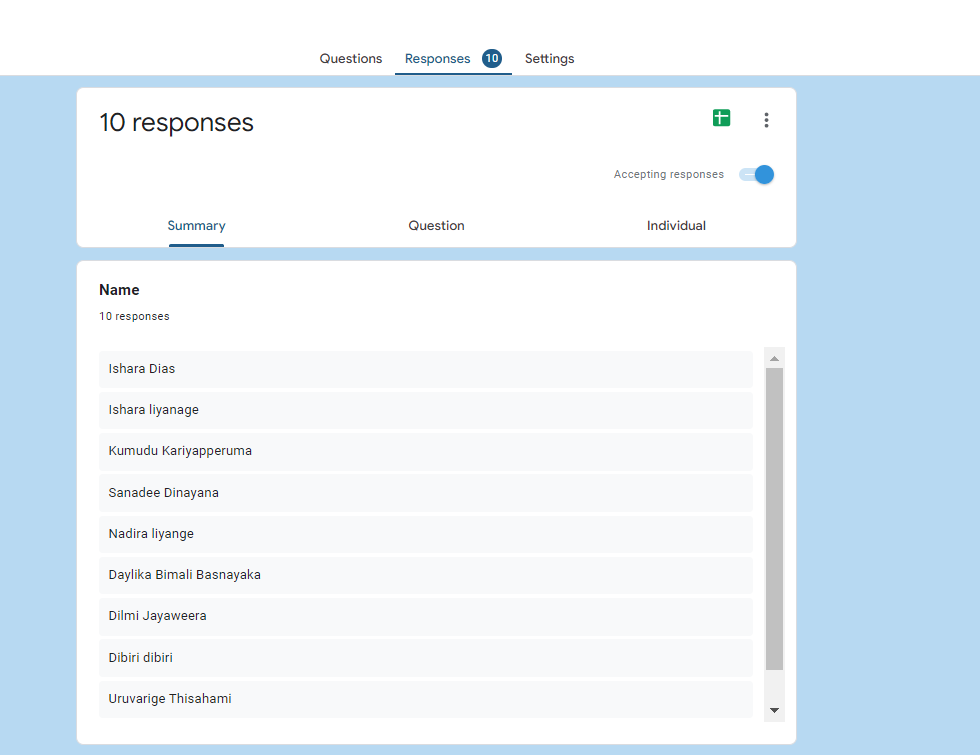 Questions Responses 10 Settings
10 responses
Accepting responses
Summary Question Individual
Name
10 responses
Ishara Dias
Ishara liyanage
Kumudu Kariyapperuma
Sanadee Dinayana
Nadira liyange
Daylika Bimali Basnayaka
Dilmi Jayaweera
Dibiri dibiri
Uruvarige Thisahami